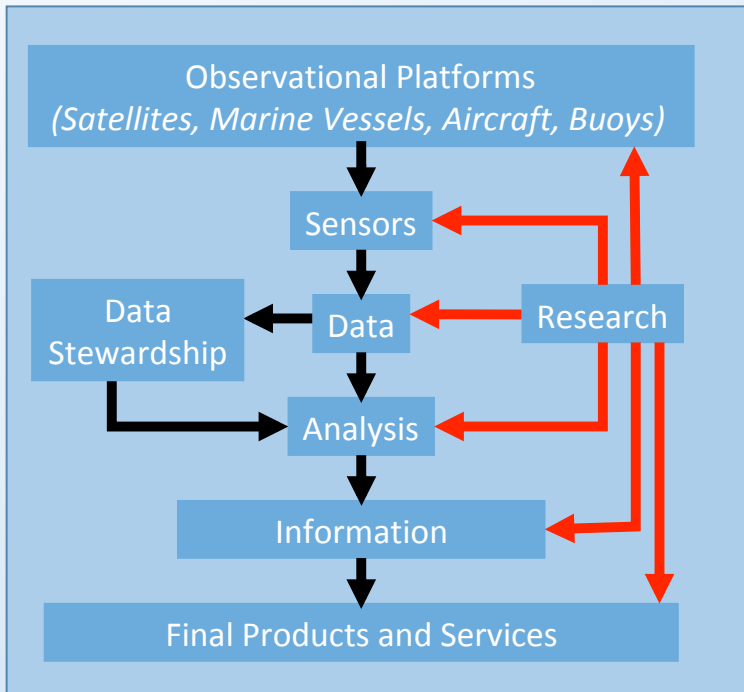 Observational Platforms
(Satellites, Marine Vessels, Aircraft, Buoys)
Sensors
Data
Stewardship
Data
Research
Analysis
Information
Final Products and Services